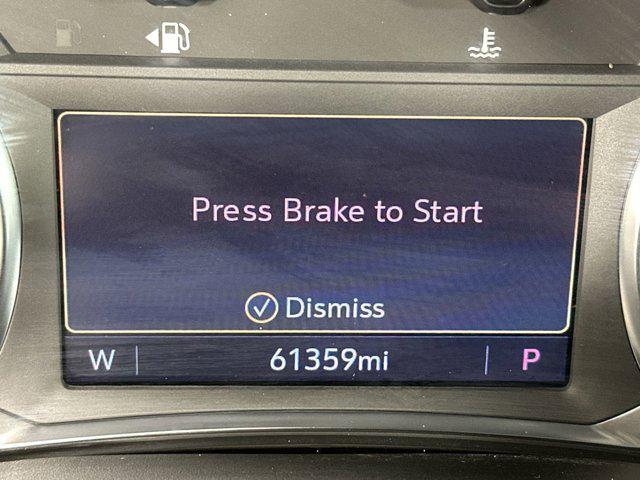 Press Brake to Start
Dismiss
W 61359mi P